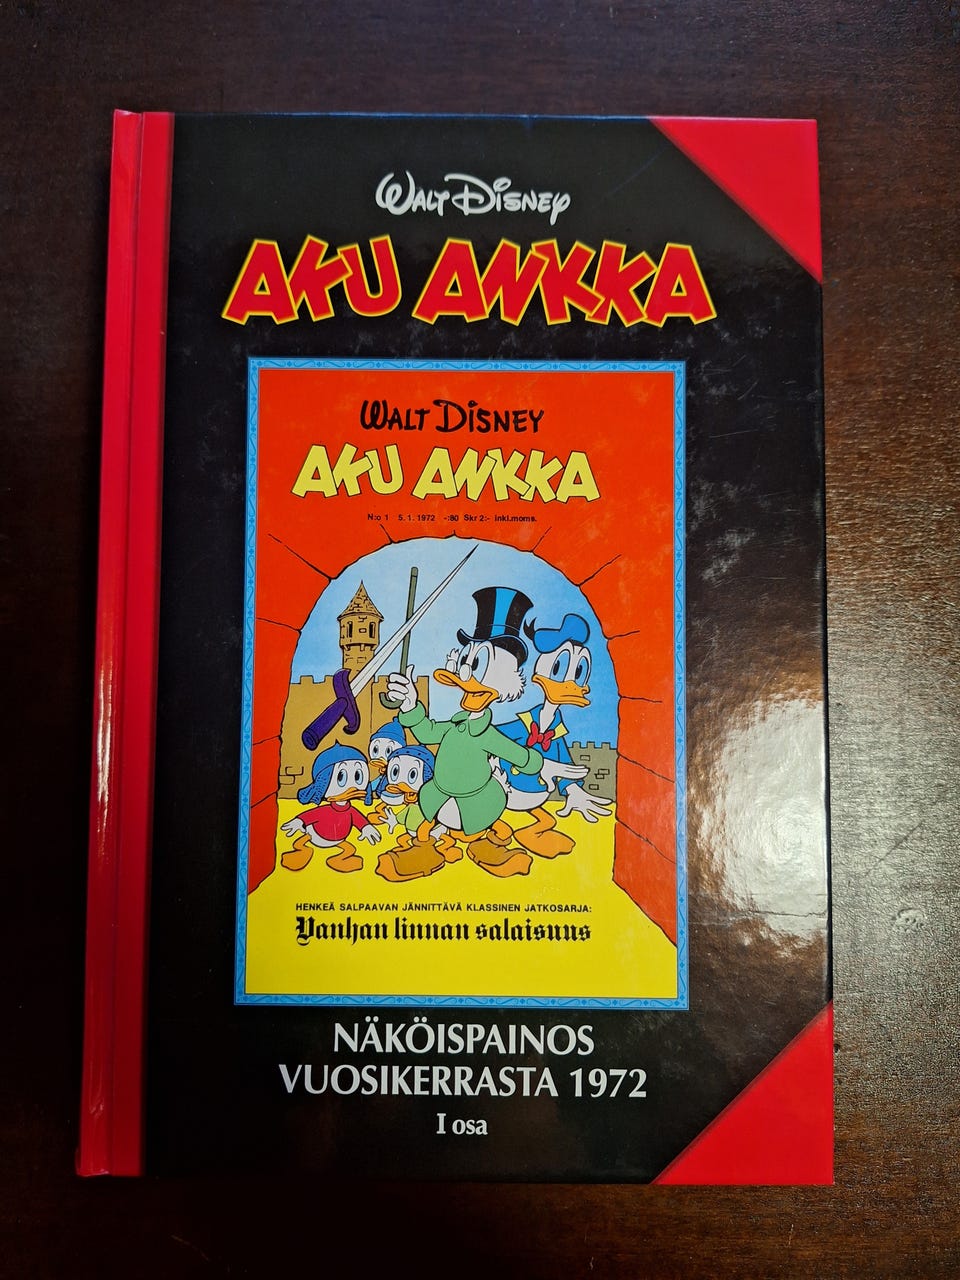 WALT DISNEY
AKU ANKKA
WALT DISNEY
AKU ANKKA
N:o 1 5.1.1972 -:80 Skr 2:- inkl.moms.
HENKEÄ SALPAAVAN JÄNNITTÄVÄ KLASSINEN JATKOSARJA:
Vanhan linnan salaisuus
NÄKÖISPAINOS
VUOSIKERRASTA 1972
I osa